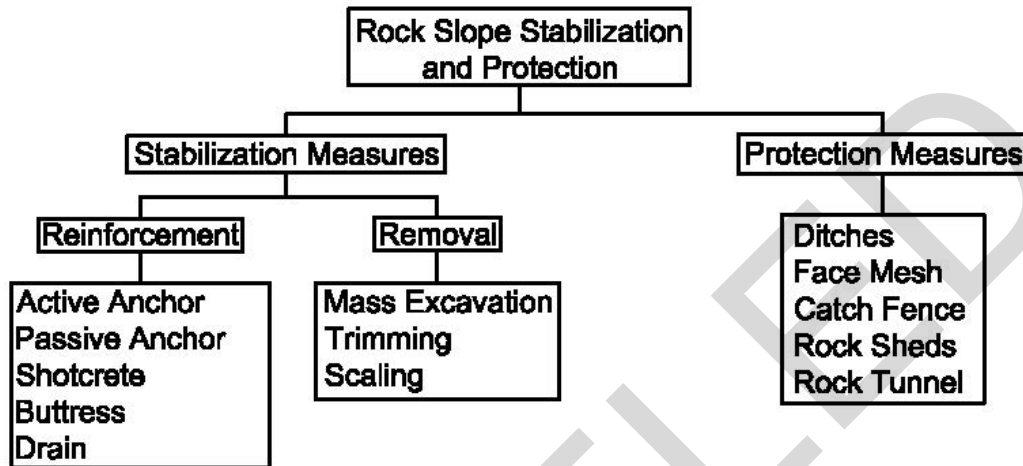 Rock Slope Stabilization
and Protection
Stabilization Measures
Protection Measures
Reinforcement
Removal
Active Anchor
Passive Anchor
Shotcrete
Buttress
Drain
Mass Excavation
Trimming
Scaling
Ditches
Face Mesh
Catch Fence
Rock Sheds
Rock Tunnel